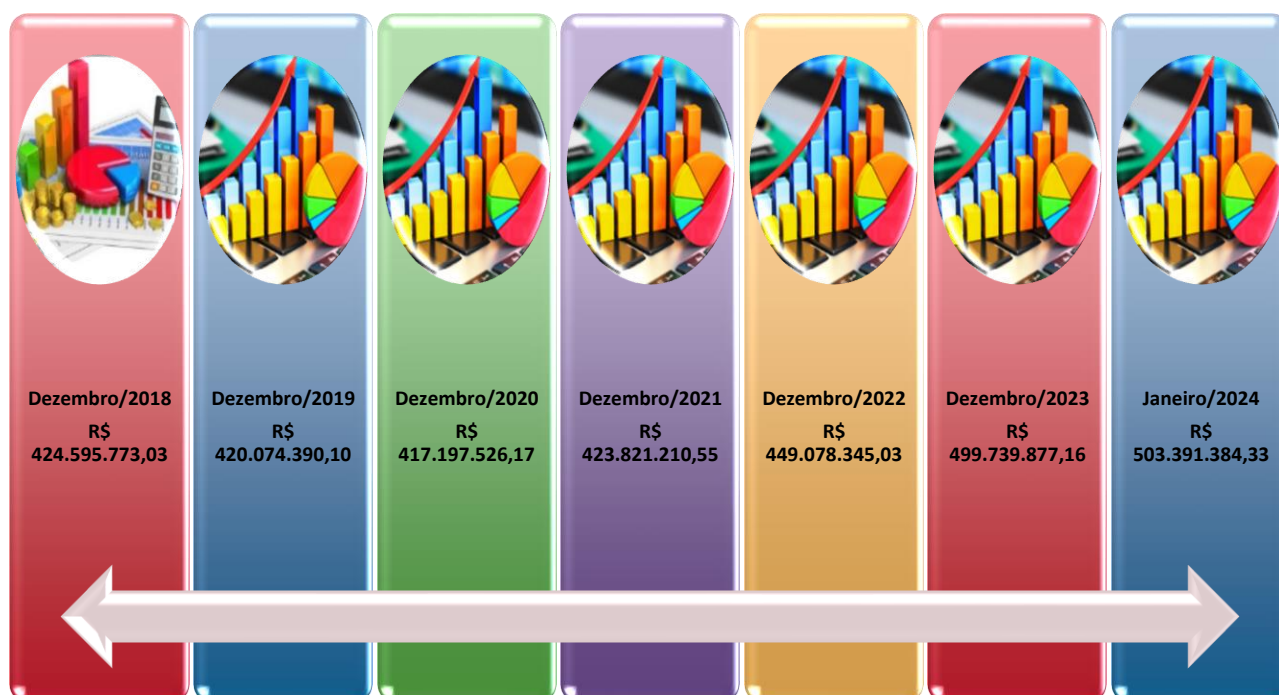 Dezembro/2018
R$
424.595.773,03
Dezembro/2019
R$
420.074.390,10
Dezembro/2020
R$
417.197.526,17
Dezembro/2021
R$
423.821.210,55
Dezembro/2022
R$
449.078.345,03
Dezembro/2023
R$
499.739.877,16
Janeiro/2024
R$
503.391.384,33